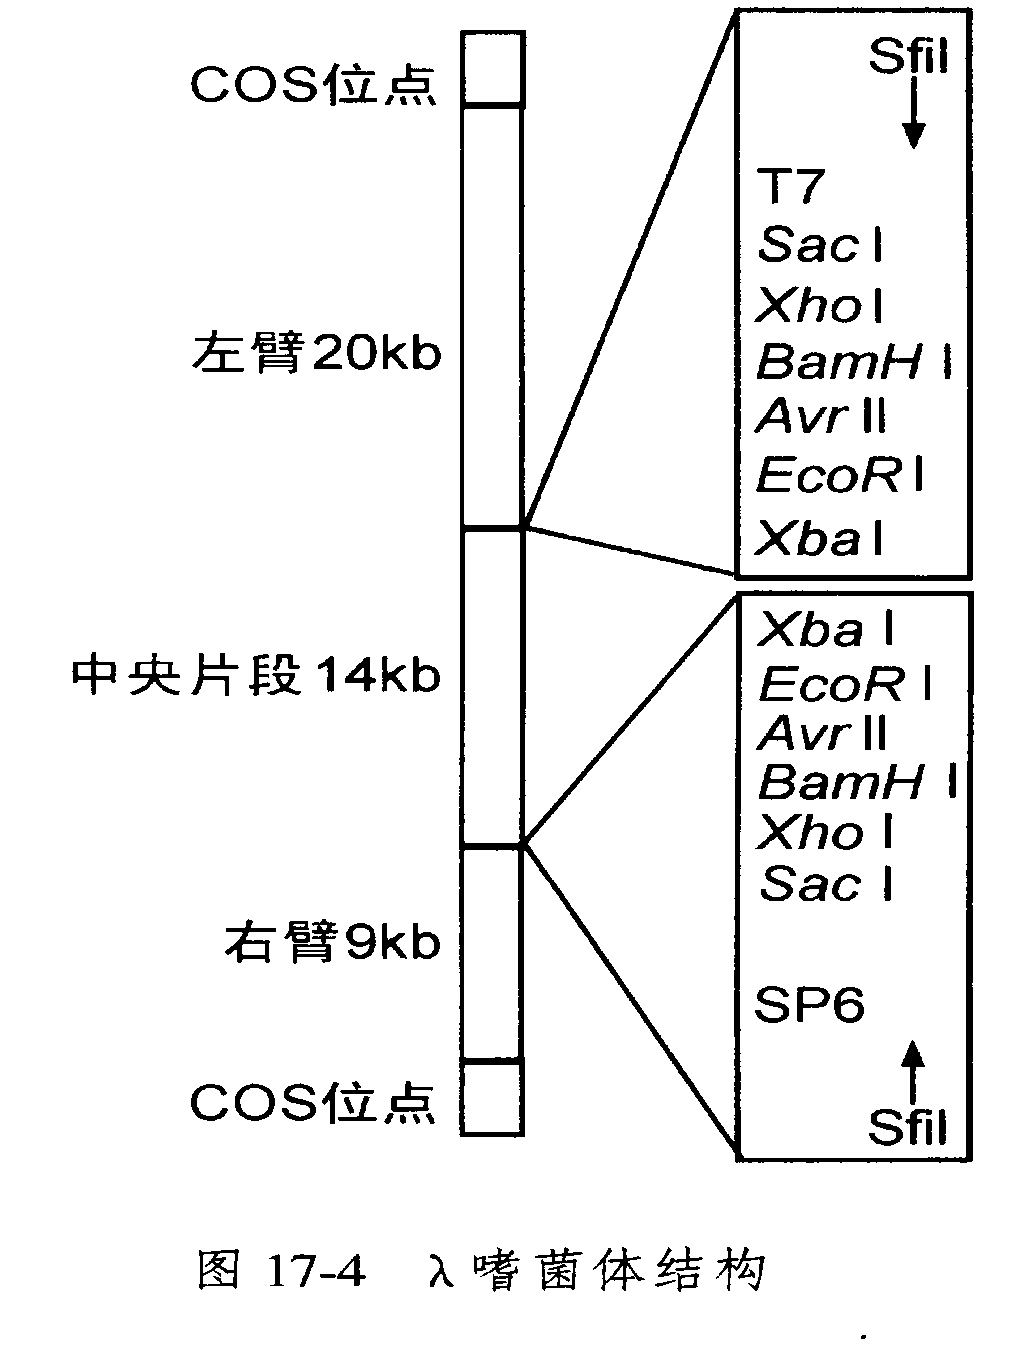 COS位点
左臂20kb
中央片段14kb
右臂9kb
COS位点
SfiI
T7
Sac I
Xho I
BamH I
Avr II
EcoR I
Xba I
Xba I
EcoR I
Avr II
BamH I
Xho I
Sac I
SP6
SfiI
图 17-4 λ嗜菌体结构